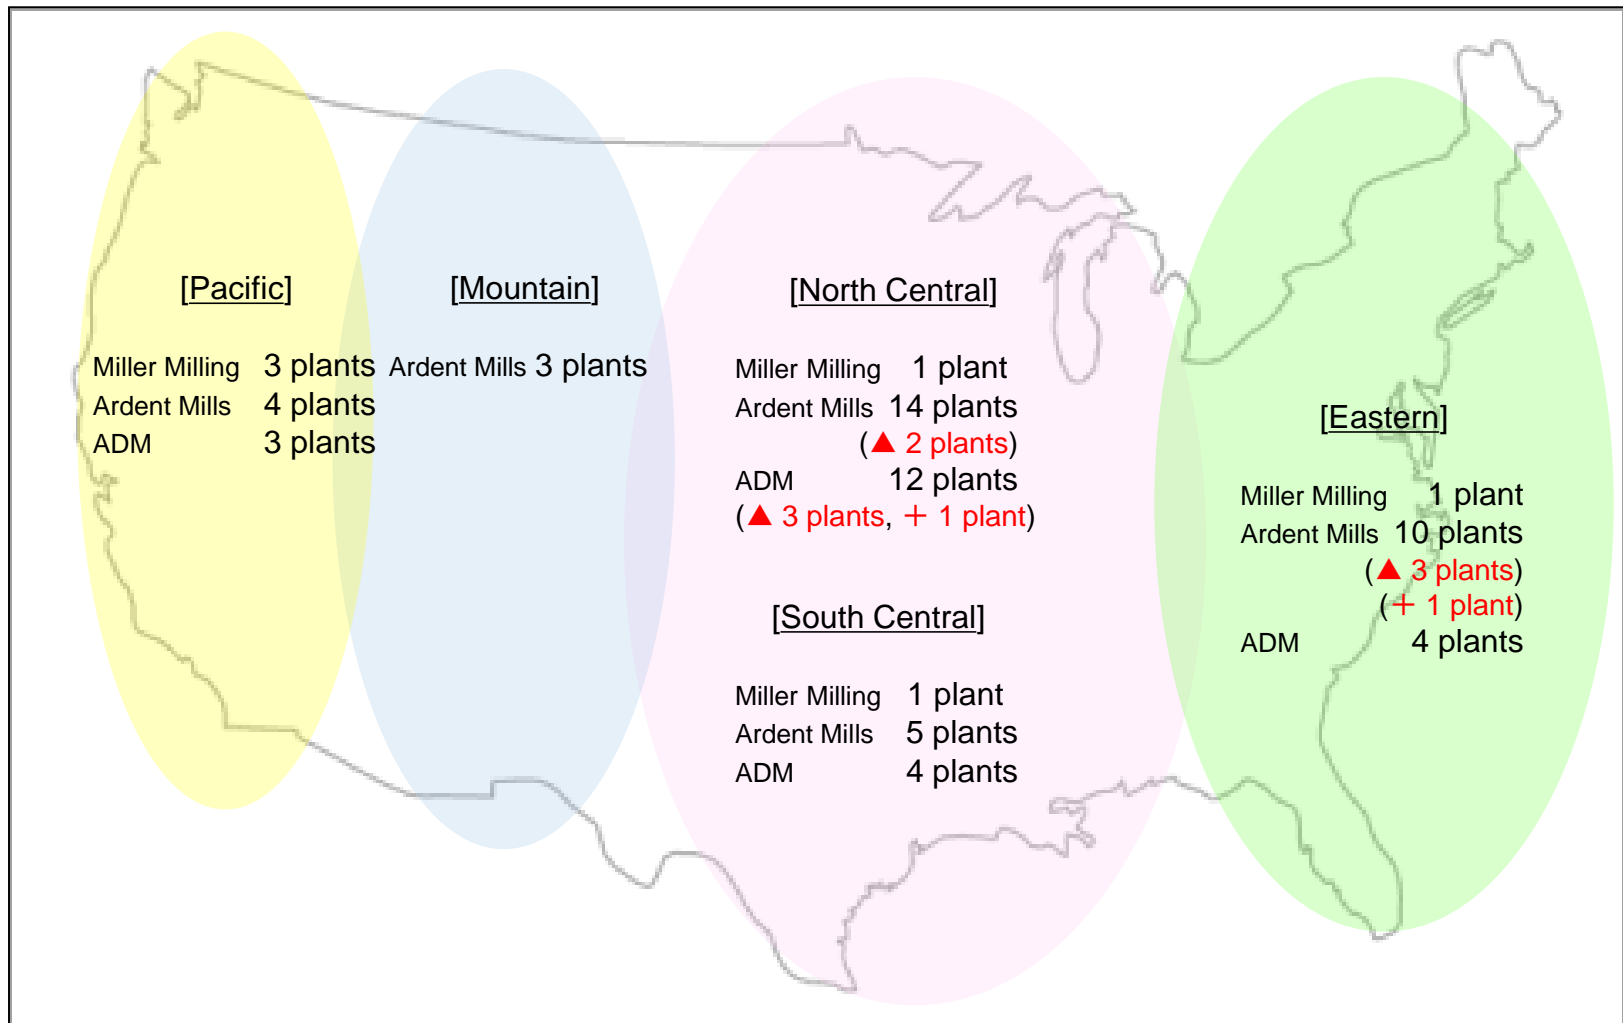 [Pacific]
Miller Milling 3 plants
Ardent Mills 4 plants
ADM 3 plants
[Mountain]
Ardent Mills 3 plants
[North Central]
Miller Milling 1 plant
Ardent Mills 14 plants
(▲ 2 plants)
ADM 12 plants
(▲ 3 plants, + 1 plant)
[South Central]
Miller Milling 1 plant
Ardent Mills 5 plants
ADM 4 plants
[Eastern]
Miller Milling 1 plant
Ardent Mills 10 plants
(▲ 3 plants)
(+ 1 plant)
ADM 4 plants